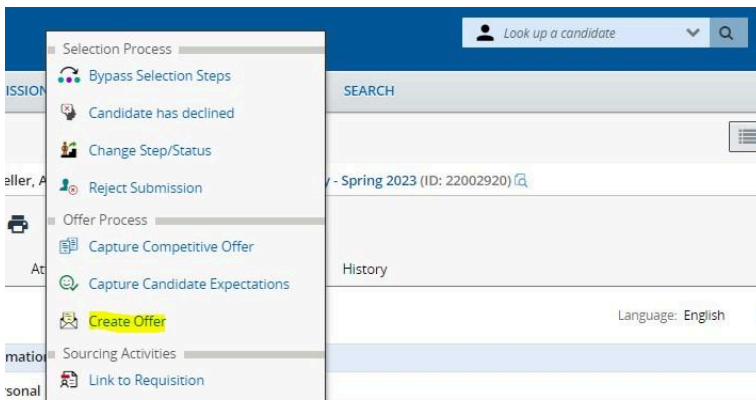 Look up a candidate
Selection Process
Bypass Selection Steps
SEARCH
Candidate has declined
Change Step/Status
- Spring 2023 (ID: 22002920)
Reject Submission
Offer Process
Capture Competitive Offer
History
Capture Candidate Expectations
Create Offer
Language: English
Sourcing Activities
Link to Requisition